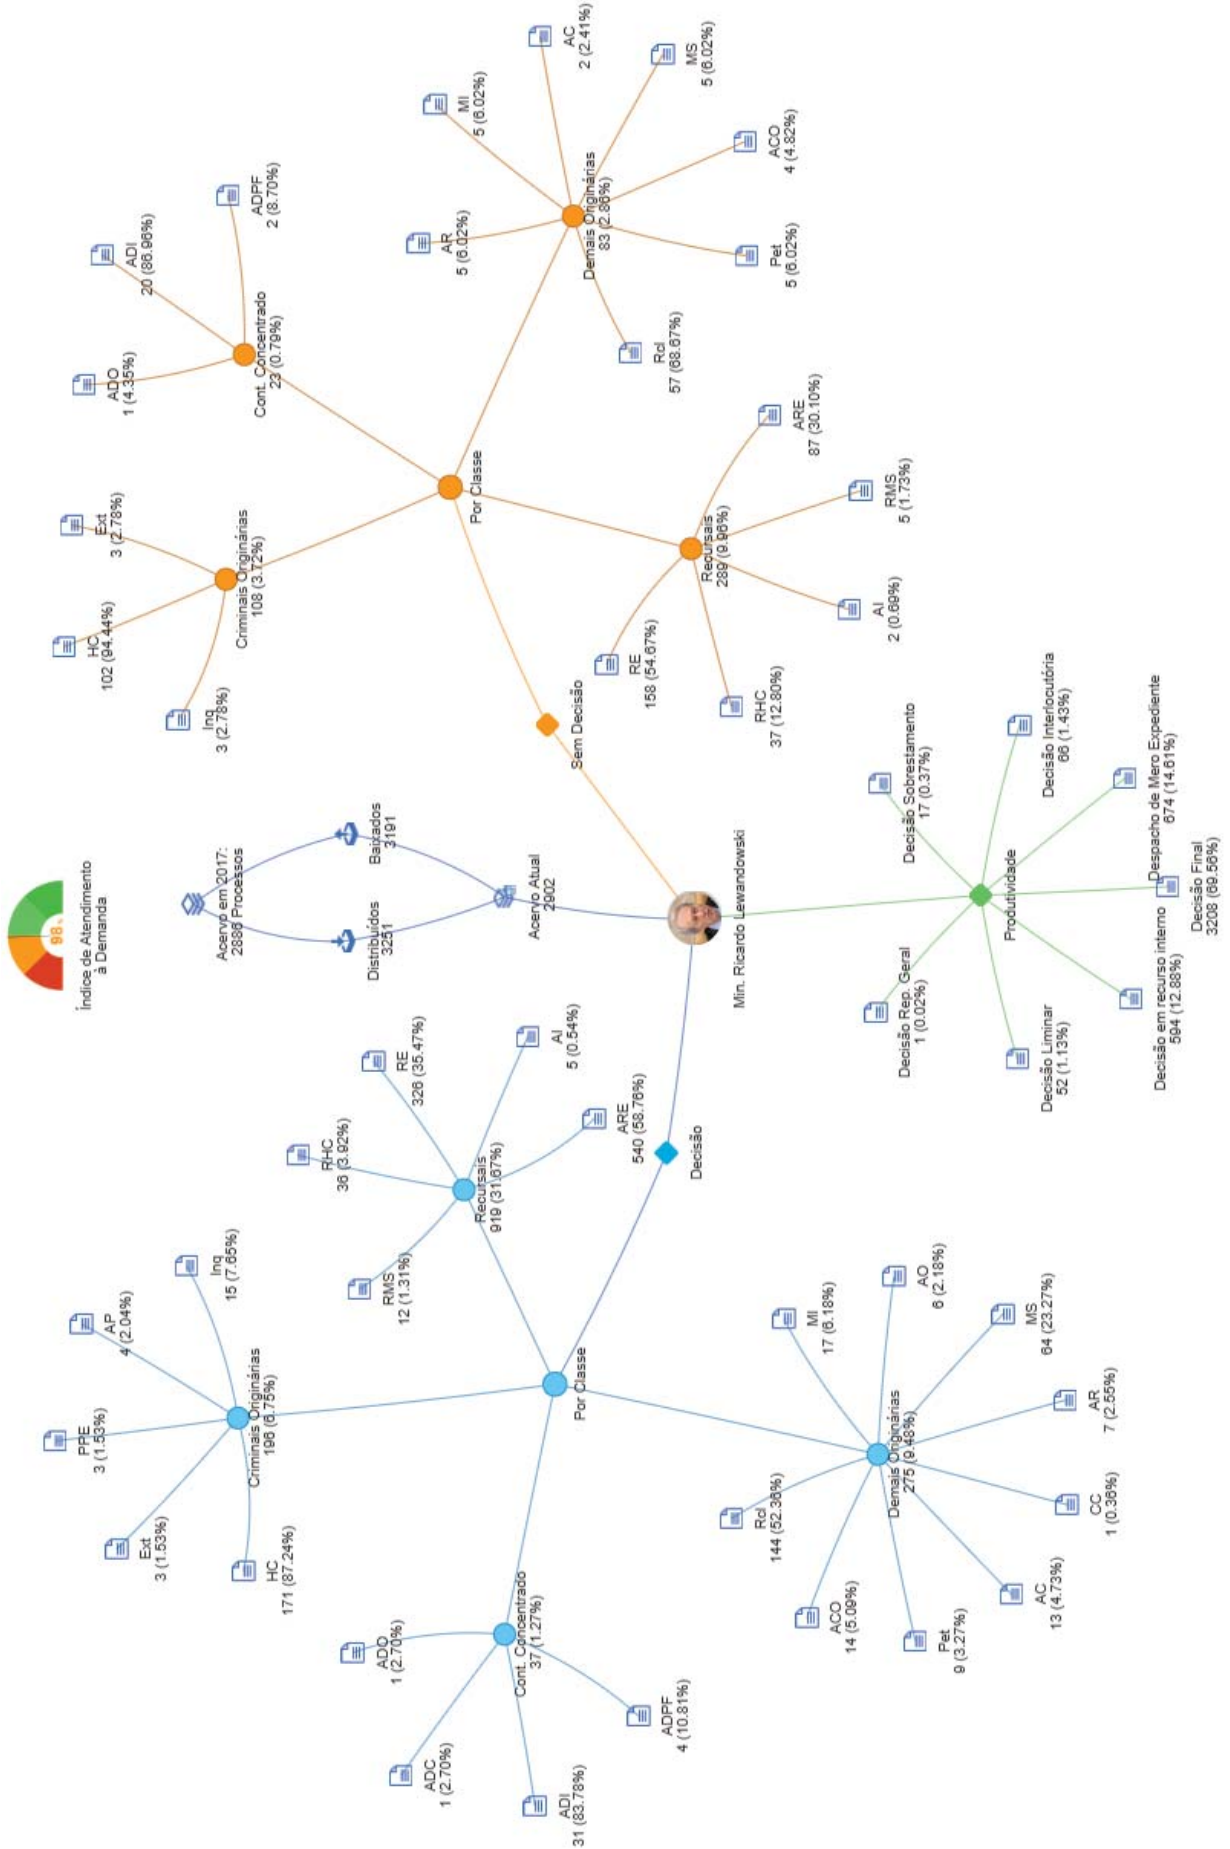 98.
Índice de Atendimento
à Demanda
Acervo em 2017:
2886 Processos
Distribuídos
3251
Baixados
3191
Acervo Atual
2902
Min. Ricardo Lewandowski
Decisão
Por Classe
Criminais Originárias
196 (6.75%)
HC
171 (87.24%)
Ext
3 (1.53%)
PPE
3 (1.53%)
AP
4 (2.04%)
Inq
15 (7.65%)
Recursais
919 (31.67%)
RMS
12 (1.31%)
RHC
36 (3.92%)
RE
326 (35.47%)
AI
5 (0.54%)
ARE
540 (58.76%)
Cont. Concentrado
37 (1.27%)
ADO
1 (2.70%)
ADC
1 (2.70%)
ADI
31 (83.78%)
ADPF
4 (10.81%)
Demais Originárias
275 (9.48%)
Rcl
144 (52.36%)
ACO
14 (5.09%)
Pet
9 (3.27%)
AC
13 (4.73%)
CC
1 (0.36%)
AR
7 (2.55%)
MS
64 (23.27%)
AO
6 (2.18%)
MI
17 (6.18%)
Sem Decisão
Por Classe
Criminais Originárias
108 (3.72%)
Inq
3 (2.78%)
HC
102 (94.44%)
Ext
3 (2.78%)
Cont. Concentrado
23 (0.79%)
ADO
1 (4.35%)
ADI
20 (86.96%)
ADPF
2 (8.70%)
Demais Originárias
83 (2.86%)
AR
5 (6.02%)
MI
5 (6.02%)
AC
2 (2.41%)
MS
5 (6.02%)
ACO
4 (4.82%)
Pet
5 (6.02%)
Rcl
57 (68.67%)
Recursais
289 (9.96%)
RE
158 (54.67%)
RHC
37 (12.80%)
AI
2 (0.69%)
RMS
5 (1.73%)
ARE
87 (30.10%)
Produtividade
Decisão Rep. Geral
1 (0.02%)
Decisão Liminar
52 (1.13%)
Decisão em recurso interno
594 (12.88%)
Decisão Final
3208 (69.56%)
Despacho de Mero Expediente
674 (14.61%)
Decisão Interlocutória
66 (1.43%)
Decisão Sobrestamento
17 (0.37%)